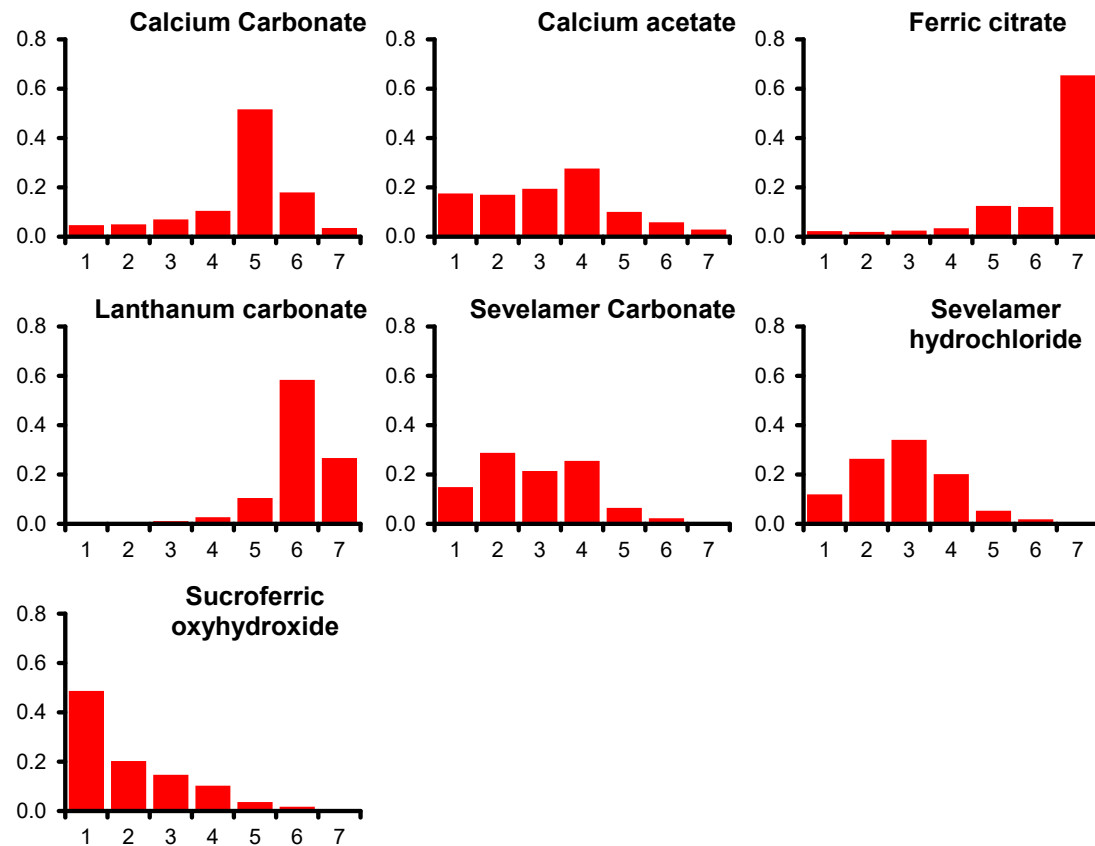 Calcium Carbonate
0.8
0.6
0.4
0.2
0.0
1 2 3 4 5 6 7
Calcium acetate
0.8
0.6
0.4
0.2
0.0
1 2 3 4 5 6 7
Ferric citrate
0.8
0.6
0.4
0.2
0.0
1 2 3 4 5 6 7
Lanthanum carbonate
0.8
0.6
0.4
0.2
0.0
1 2 3 4 5 6 7
Sevelamer Carbonate
0.8
0.6
0.4
0.2
0.0
1 2 3 4 5 6 7
Sevelamer
hydrochloride
0.8
0.6
0.4
0.2
0.0
1 2 3 4 5 6 7
Sucroferric
oxyhydroxide
0.8
0.6
0.4
0.2
0.0
1 2 3 4 5 6 7